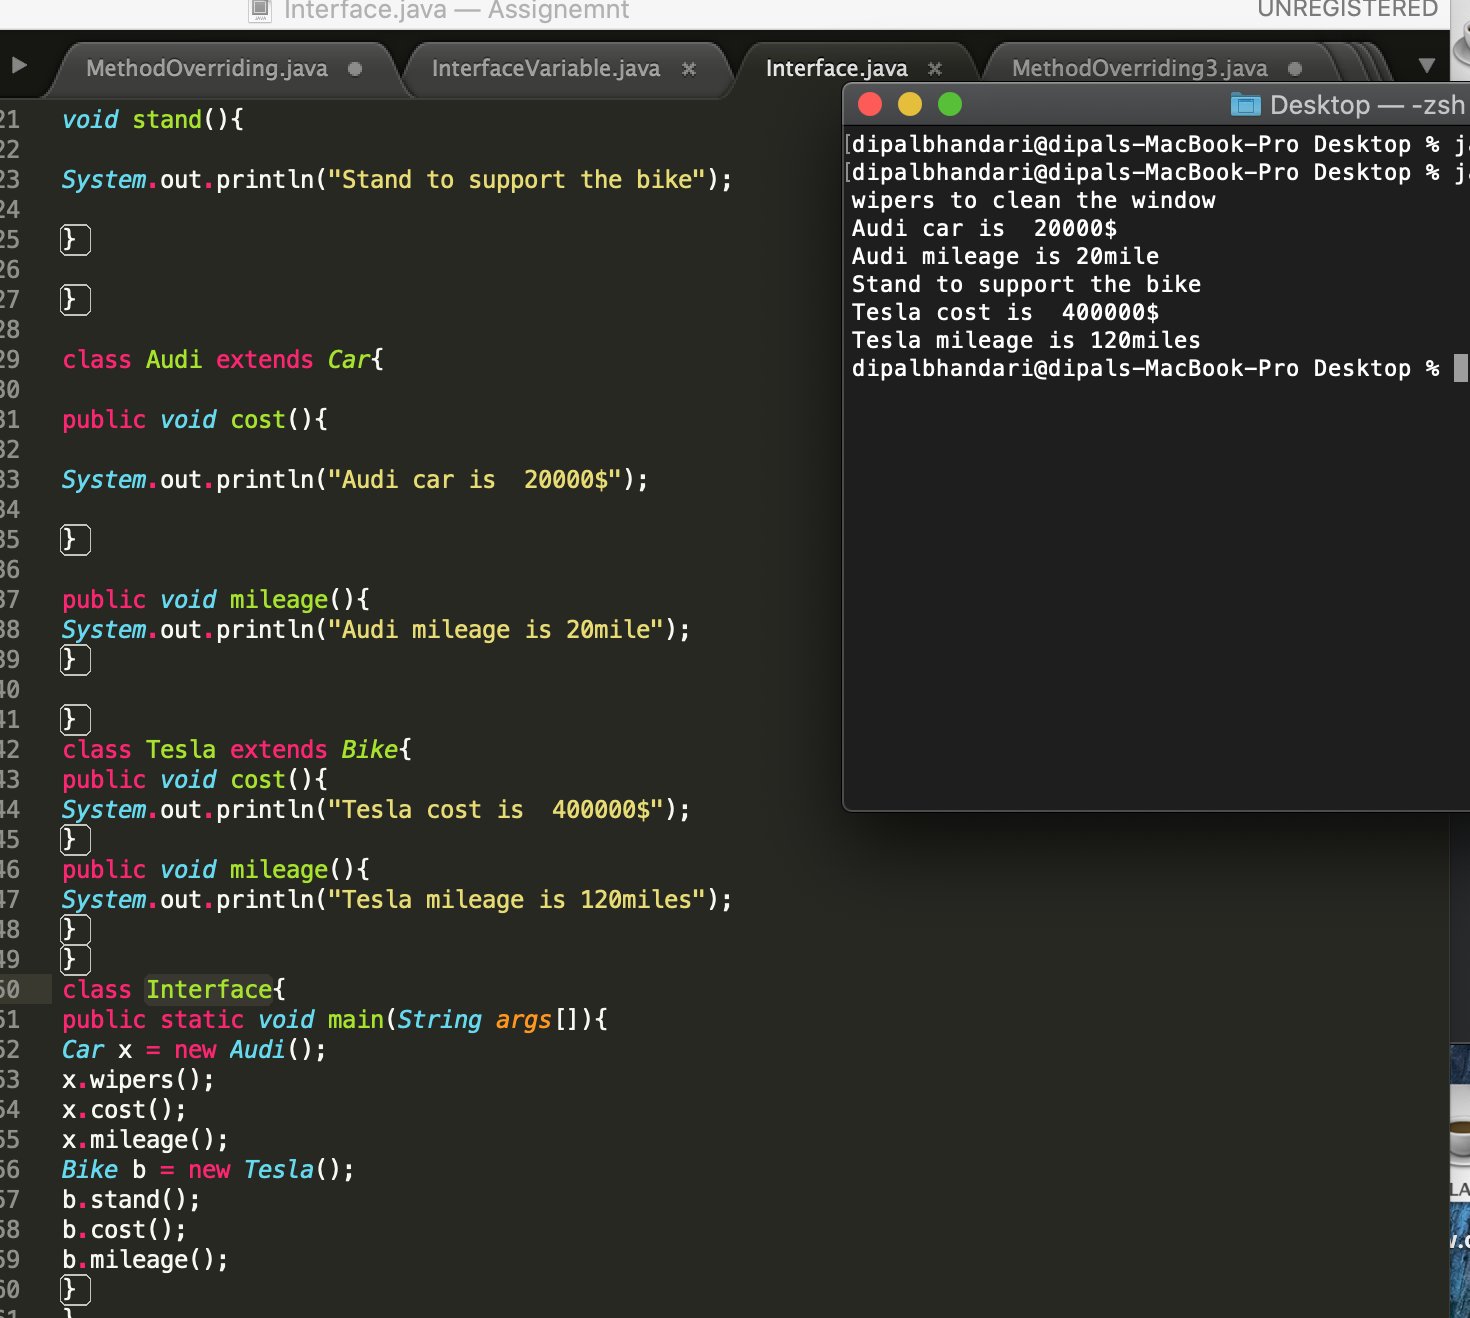 Interface.java — Assignemnt
UNREGISTERED
MethodOverriding.java
InterfaceVariable.java
Interface.java
MethodOverriding3.java
21 void stand(){
22
23 System.out.println("Stand to support the bike");
24
25 }
26
27 }
28
29 class Audi extends Car{
30
31 public void cost(){
32
33 System.out.println("Audi car is  20000$");
34
35 }
36
37 public void mileage(){
38 System.out.println("Audi mileage is 20mile");
39 }
40
41 }
42 class Tesla extends Bike{
43 public void cost(){
44 System.out.println("Tesla cost is  400000$");
45 }
46 public void mileage(){
47 System.out.println("Tesla mileage is 120miles");
48 }
49 }
50 class Interface{
51 public static void main(String args[]){
52 Car x = new Audi();
53 x.wipers();
54 x.cost();
55 x.mileage();
56 Bike b = new Tesla();
57 b.stand();
58 b.cost();
59 b.mileage();
60 }
61 }
Desktop — -zsh
dipalbhandari@dipals-MacBook-Pro Desktop %
dipalbhandari@dipals-MacBook-Pro Desktop %
wipers to clean the window
Audi car is  20000$
Audi mileage is 20mile
Stand to support the bike
Tesla cost is  400000$
Tesla mileage is 120miles
dipalbhandari@dipals-MacBook-Pro Desktop %